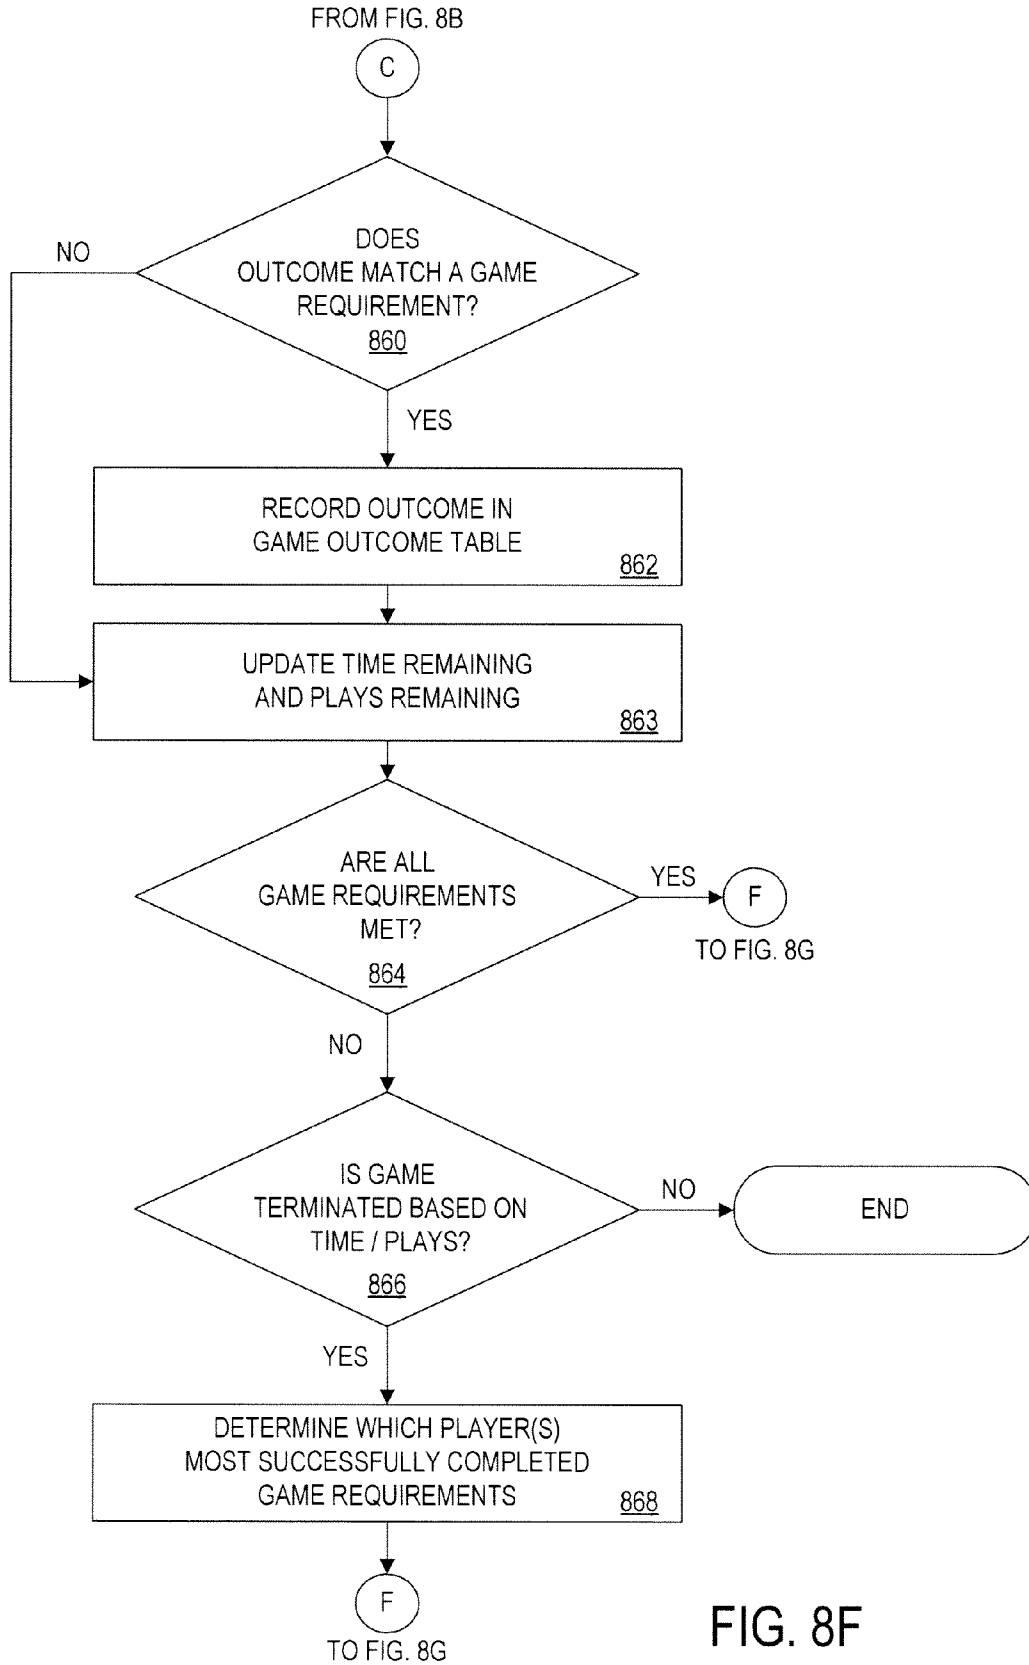 FROM FIG. 8B
C
DOES
OUTCOME MATCH A GAME
REQUIREMENT?
860
NO
YES
RECORD OUTCOME IN
GAME OUTCOME TABLE
862
UPDATE TIME REMAINING
AND PLAYS REMAINING
863
ARE ALL
GAME REQUIREMENTS
MET?
864
YES
F
TO FIG. 8G
NO
IS GAME
TERMINATED BASED ON
TIME / PLAYS?
866
NO
END
YES
DETERMINE WHICH PLAYER(S)
MOST SUCCESSFULLY COMPLETED
GAME REQUIREMENTS
868
F
TO FIG. 8G
FIG. 8F